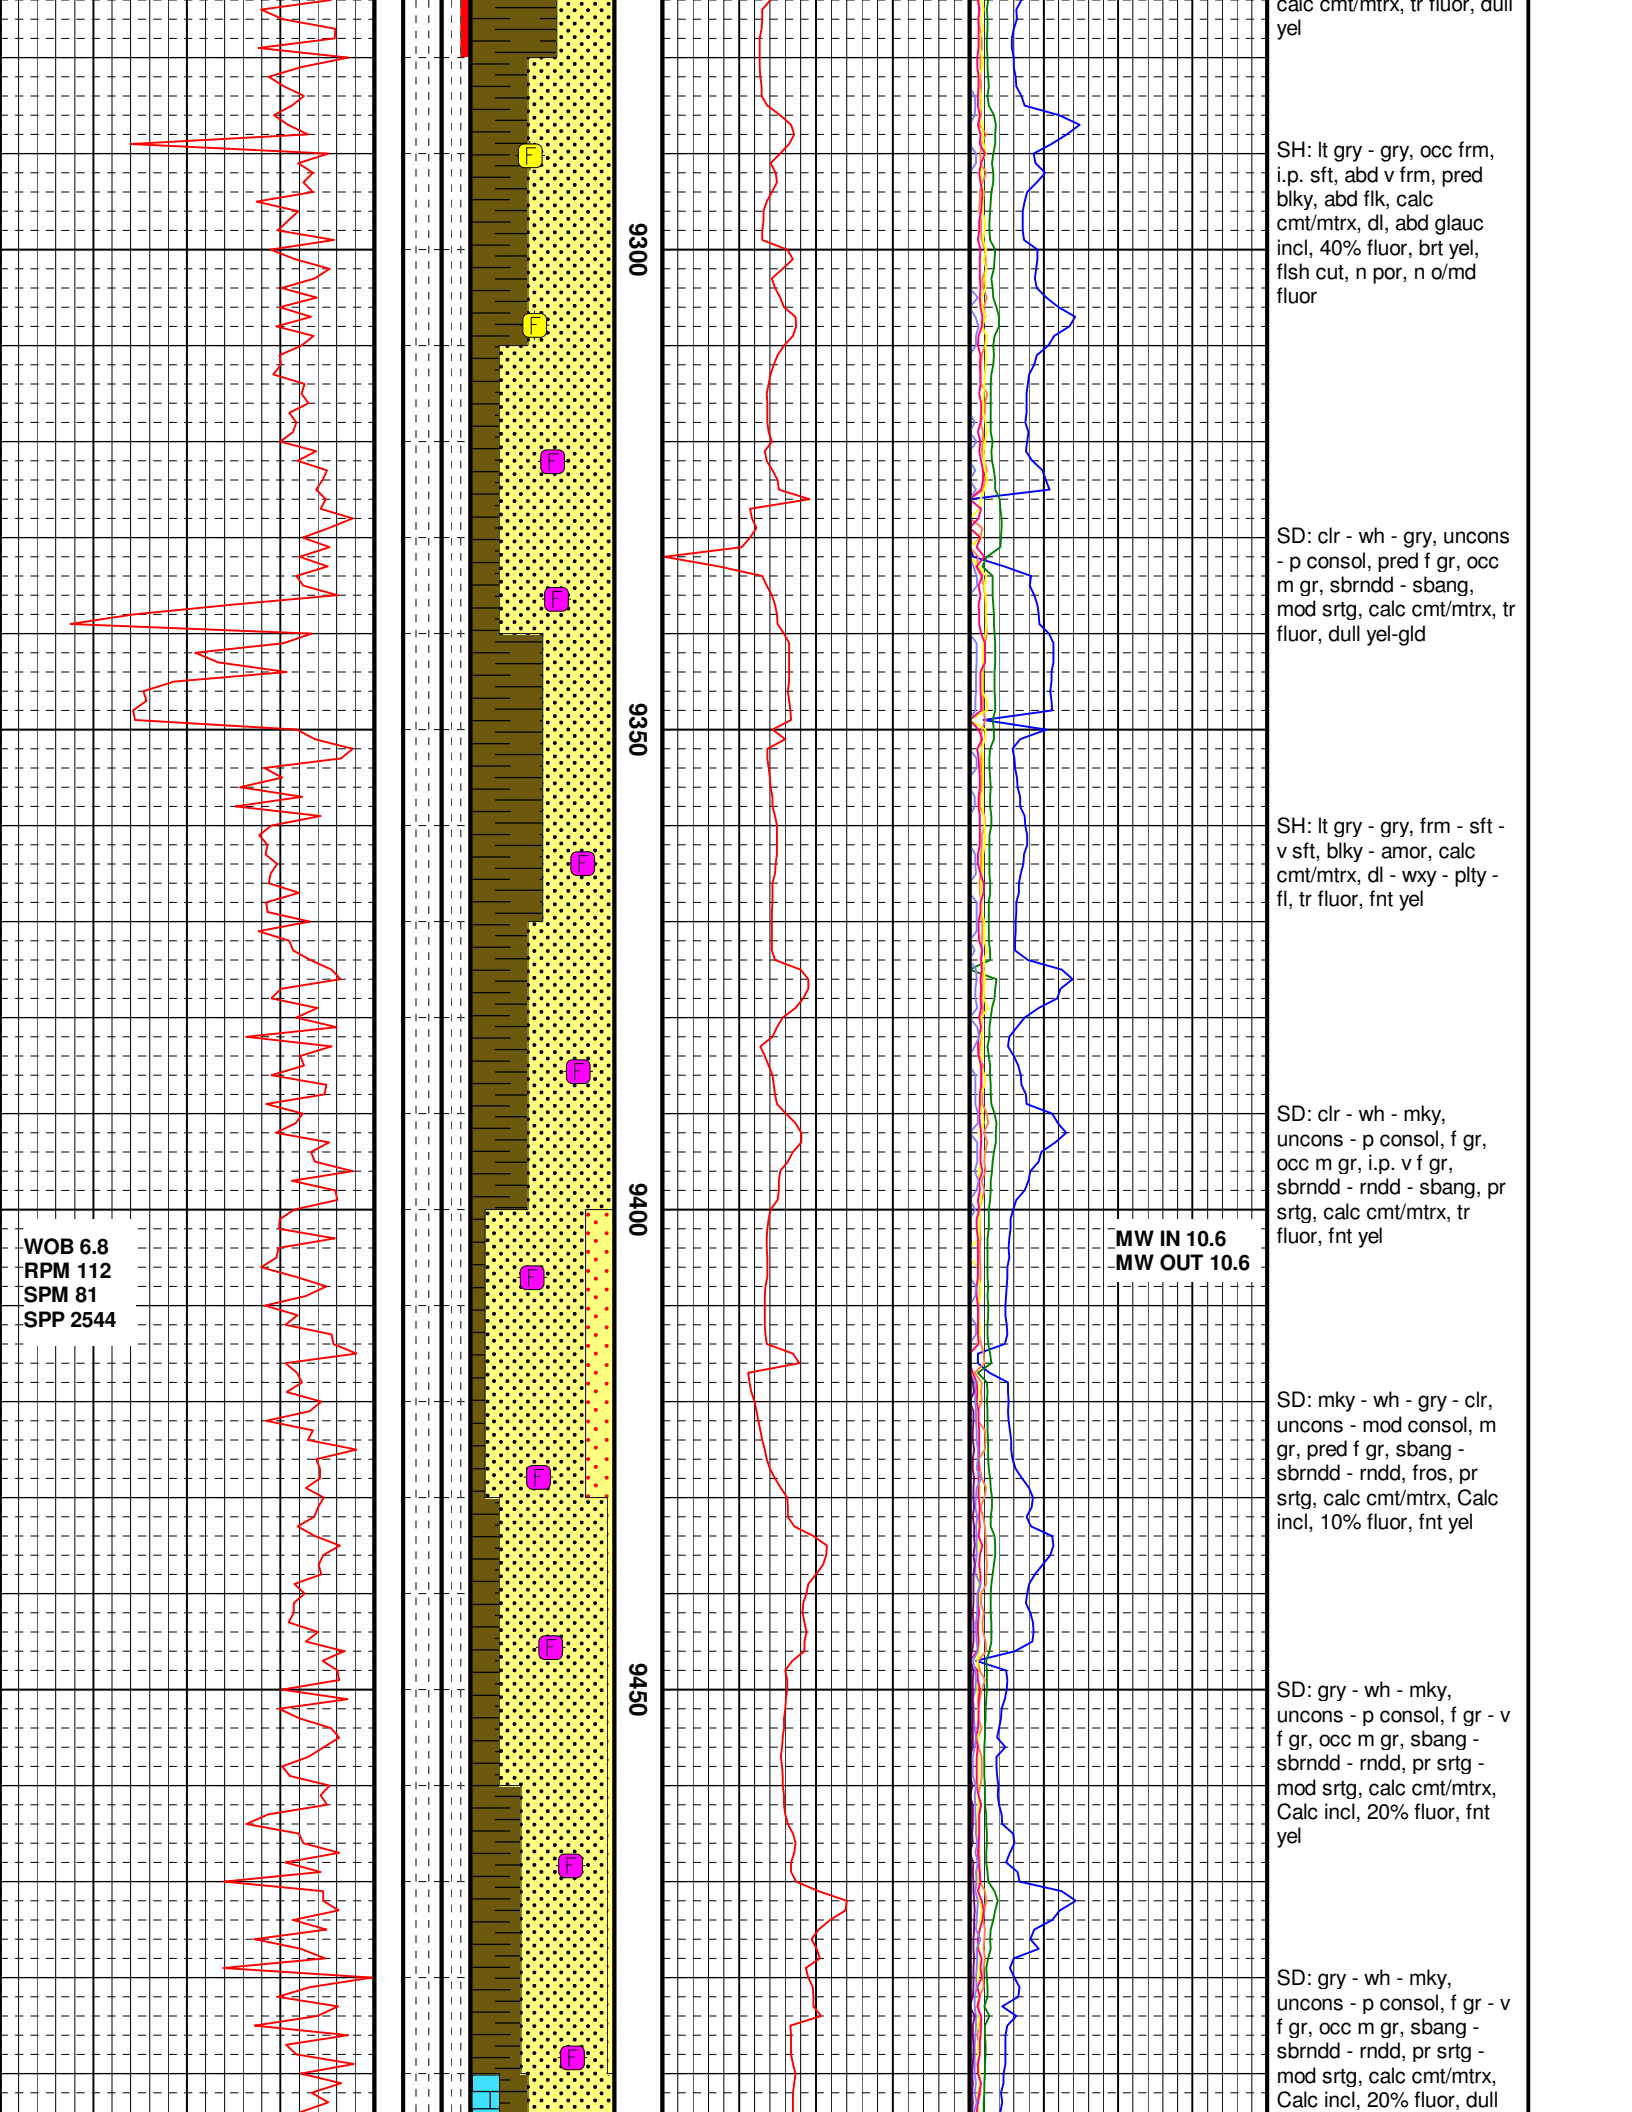 calc cmt/mtrx, tr fluor, dull
yel
F
SH: lt gry - gry, occ frm,
i.p. sft, abd v frm, pred
blky, abd flk, calc
cmt/mtrx, dl, abd glauc
incl, 40% fluor, brt yel,
flsh cut, n por, n o/md
fluor
9300
F
F
SD: clr - wh - gry, uncons
- p consol, pred f gr, occ
m gr, sbrndd - sbang,
mod srtg, calc cmt/mtrx, tr
fluor, dull yel-gld
F
9350
SH: lt gry - gry, frm - sft -
v sft, blky - amor, calc
cmt/mtrx, dl - wxy - plty -
fl, tr fluor, fnt yel
F
F
SD: clr - wh - mky,
uncons - p consol, f gr,
occ m gr, i.p. v f gr,
sbrndd - rndd - sbang, pr
srtg, calc cmt/mtrx, tr
fluor, fnt yel
9400
WOB 6.8
RPM 112
SPM 81
SPP 2544
MW IN 10.6
MW OUT 10.6
F
SD: mky - wh - gry - clr,
uncons - mod consol, m
gr, pred f gr, sbang -
sbrndd - rndd, fros, pr
srtg, calc cmt/mtrx, Calc
incl, 10% fluor, fnt yel
F
F
9450
SD: gry - wh - mky,
uncons - p consol, f gr - v
f gr, occ m gr, sbang -
sbrndd - rndd, pr srtg -
mod srtg, calc cmt/mtrx,
Calc incl, 20% fluor, fnt
yel
F
SD: gry - wh - mky,
uncons - p consol, f gr - v
f gr, occ m gr, sbang -
sbrndd - rndd, pr srtg -
mod srtg, calc cmt/mtrx,
Calc incl, 20% fluor, dull
F